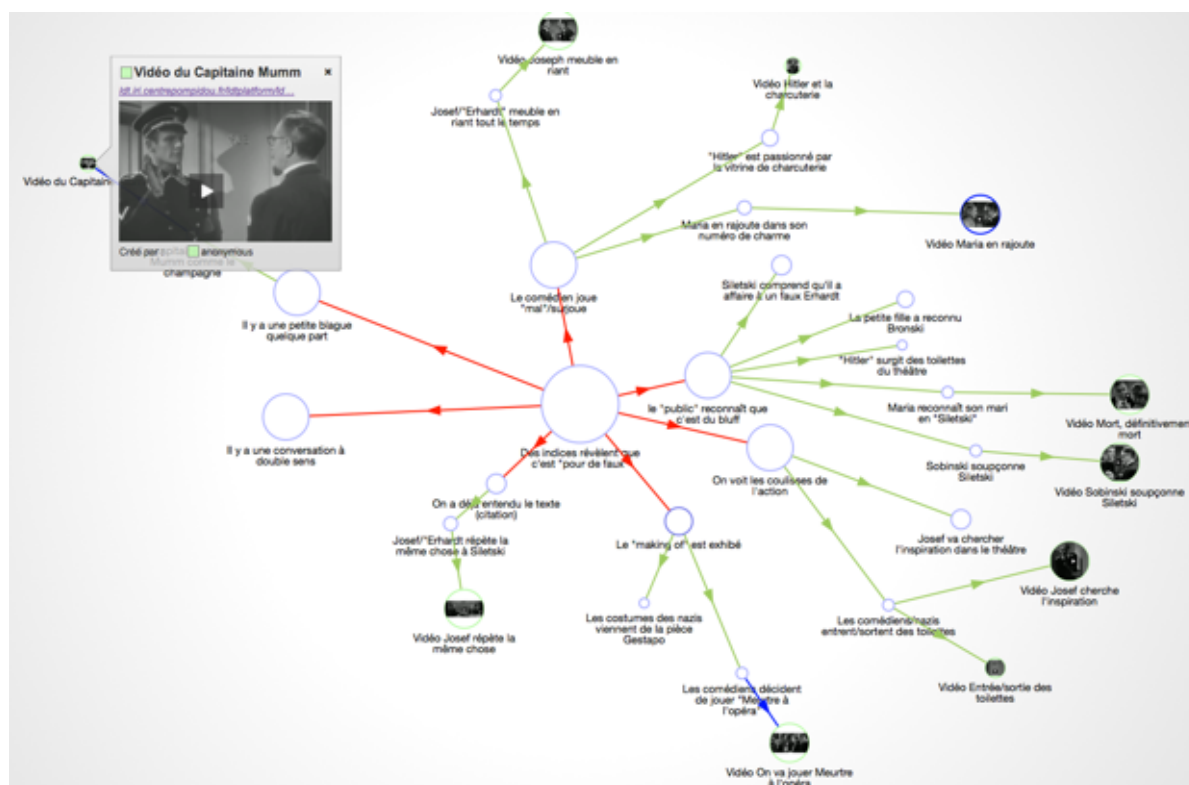 Vidéo Joseph meuble en
riant
Vidéo du Capitaine Mumm
×
/ldt.iri.centrepompidou.fr/ldtplatform/ld ...
Vidéo Hitler et la
charcuterie
Josef/"Erhardt" meuble en
riant tout le temps
"Hitler" est passionné par
la vitrine de charcuterie
Vidéo du Capitain
Maria en rajoute dans son
numéro de charme
Vidéo Maria en rajoute
Créé par
anonymous
Mumm comme le
champagne
Siletski comprend qu'il a
affaire à un faux Erhardt
Le comédien joue
"mal"/surjoue
La petite fille a reconnu
Bronski
Il y a une petite blague
quelque part
"Hitler" surgit des toilettes
du théâtre
le "public" reconnaît que
c'est du bluff
Maria reconnaît son mari
en "Siletski"
Vidéo Mort, définitivement
mort
Il y a une conversation à
double sens
Des indices révèlent que
c'est "pour de faux"
Sobinski soupçonne
Siletski
On voit les coulisses de
l'action
Vidéo Sobinski soupçonne
Siletski
On a déjà entendu le texte
(citation)
Josef/"Erhardt répète la
même chose à Siletski
Le "making of" est exhibé
Josef va chercher
l'inspiration dans le théâtre
Vidéo Josef cherche
l'inspiration
Les costumes des nazis
viennent de la pièce
Gestapo
Les comédiens/nazis
entrent/sortent des toilettes
Vidéo Josef répète la
même chose
Les comédiens décident
de jouer "Meurtre à
l'opéra"
Vidéo Entrée/sortie des
toilettes
Vidéo On va jouer Meurtre
à l'opéra